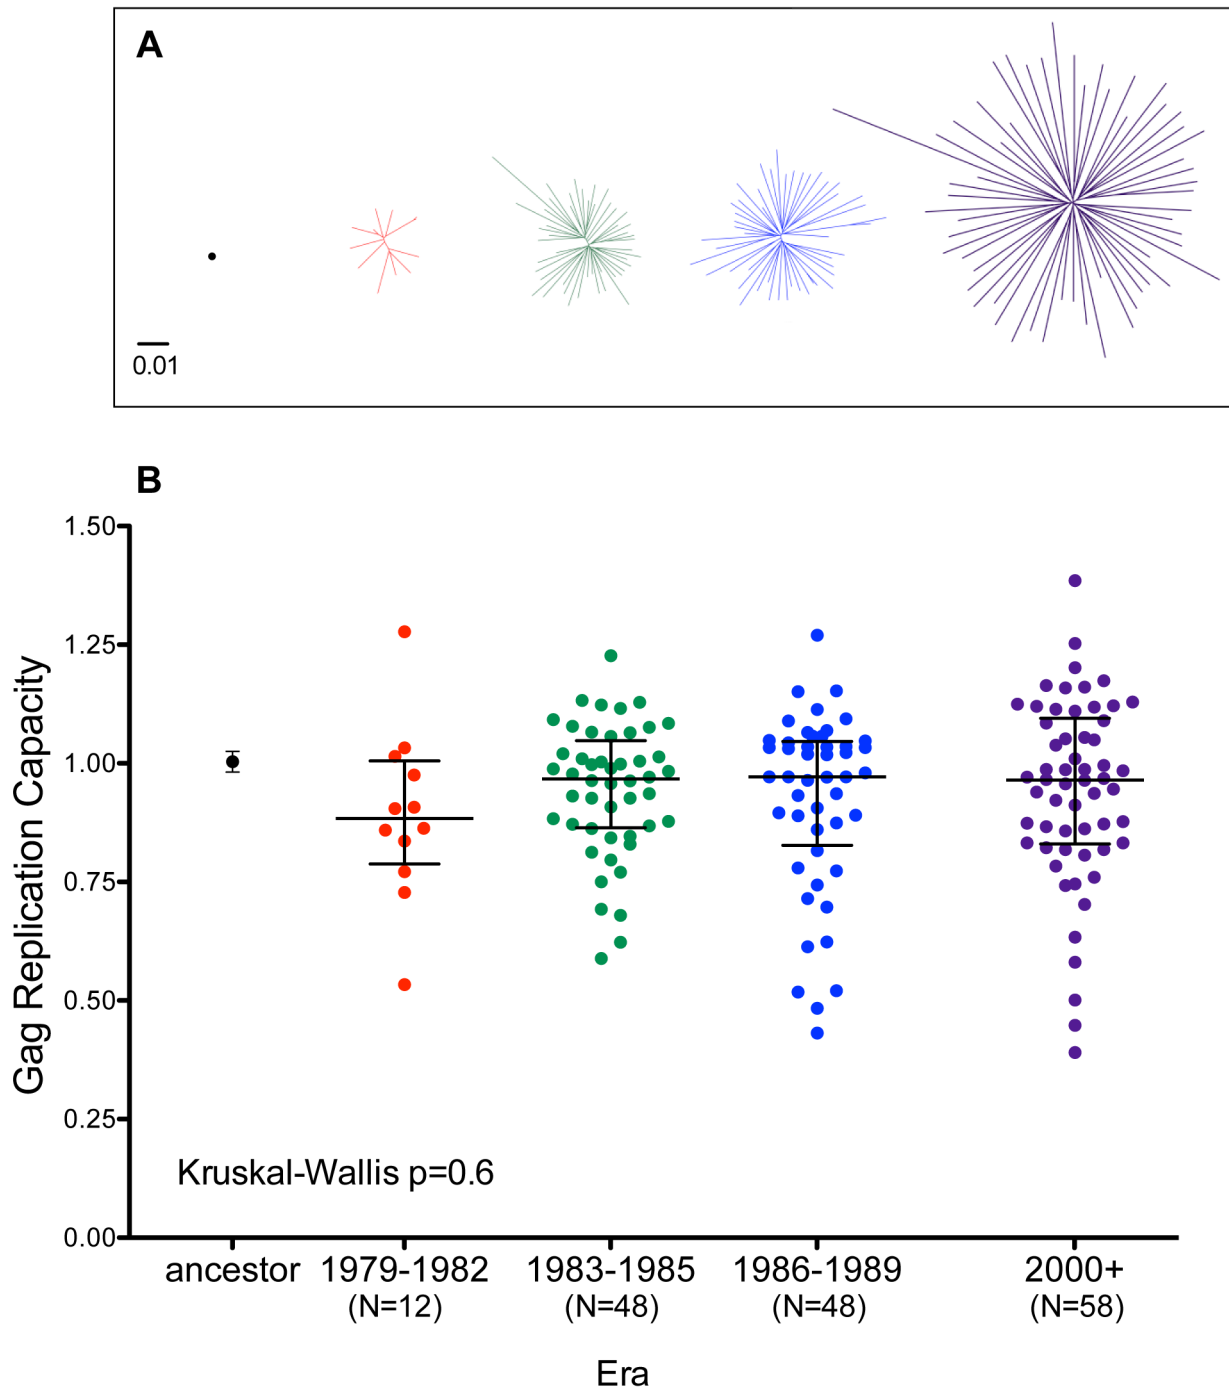 A
0.01
B
1.50
1.25
1.00
0.75
0.50
0.25
0.00
Gag Replication Capacity
Kruskal-Wallis p=0.6
ancestor 1979-1982 1983-1985 1986-1989 2000+
(N=12) (N=48) (N=48) (N=58)
Era